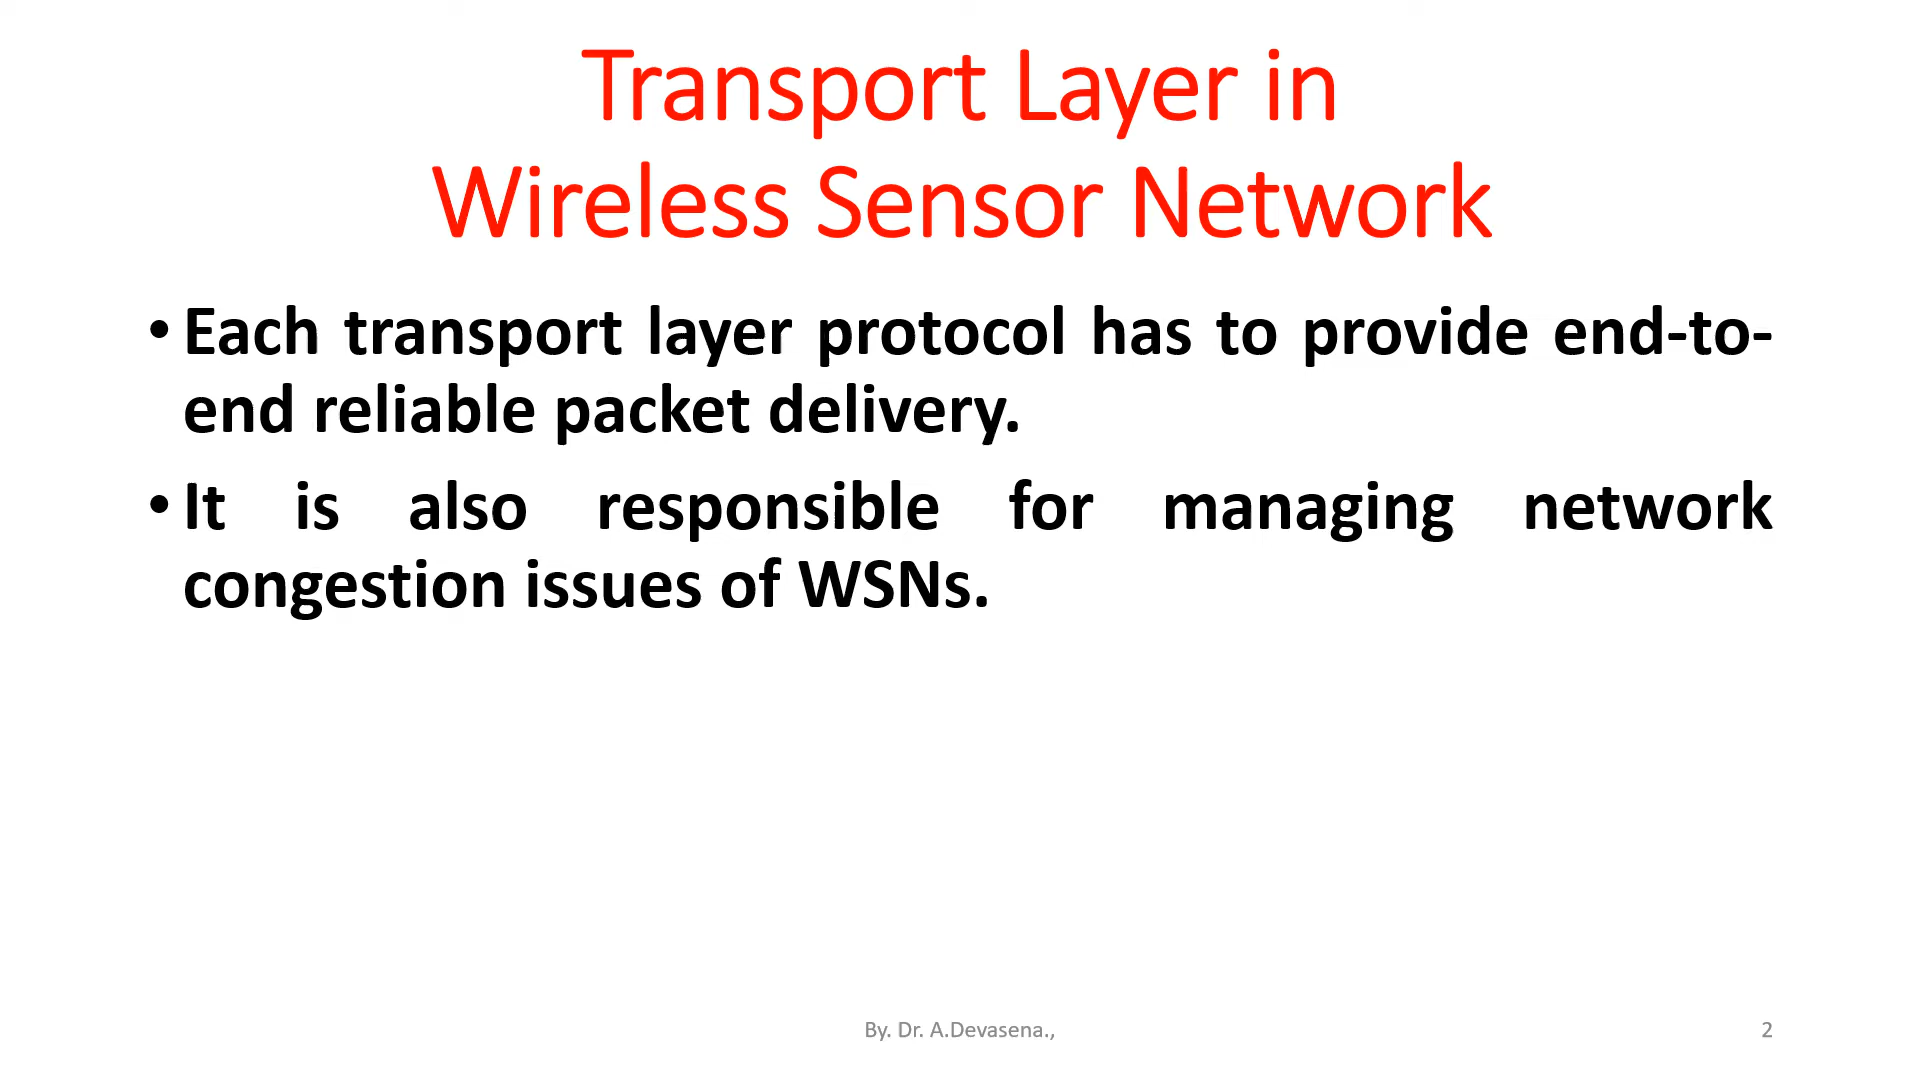 Transport Layer in
Wireless Sensor Network
• Each transport layer protocol has to provide end-to-
end reliable packet delivery.
• It is also responsible for managing network
congestion issues of WSNs.
By. Dr. A.Devasena.,
2